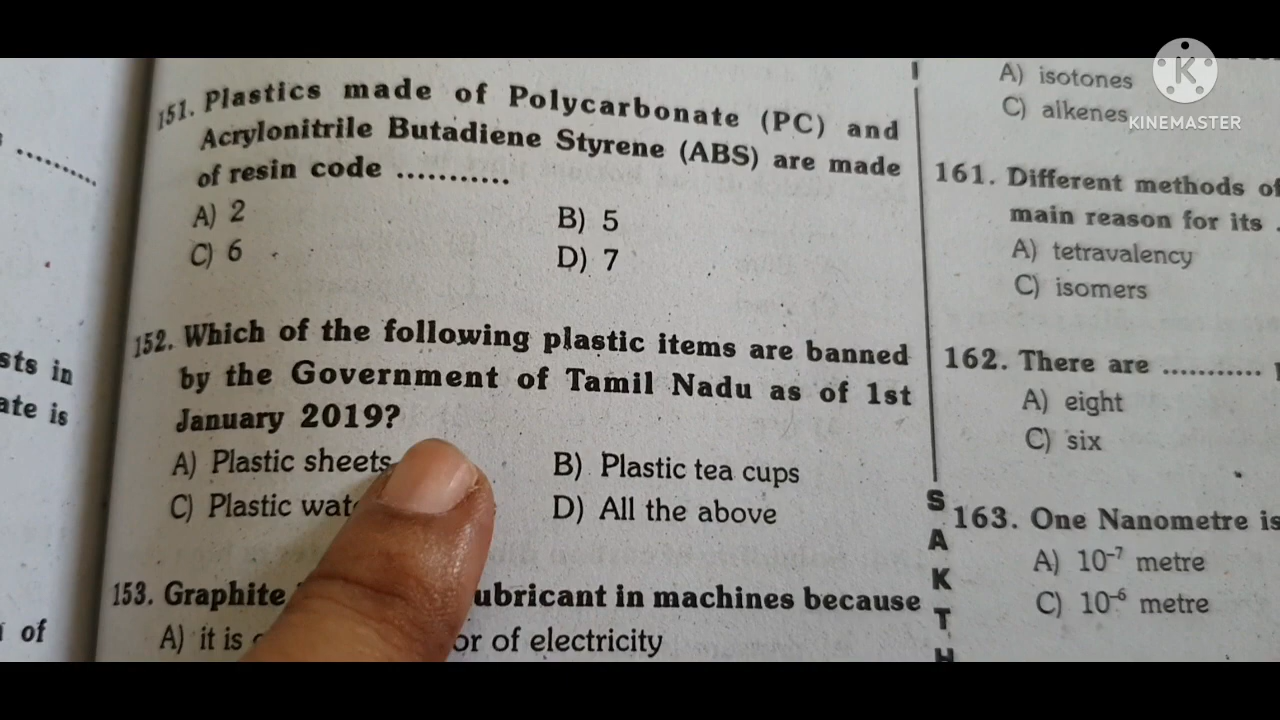 151. Plastics made of Polycarbonate (PC) and
Acrylonitrile Butadiene Styrene (ABS) are made
of resin code ...........
A) 2
B) 5
C) 6
D) 7
152. Which of the following plastic items are banned
by the Government of Tamil Nadu as of 1st
January 2019?
A) Plastic sheets
B) Plastic tea cups
C) Plastic
D) All the above
153. Graphite ubricant in machines because
A) it is of electricity
sts in
ate is
of
A) isotones
C) alkenes
161. Different methods of
main reason for its
A) tetravalency
C) isomers
162. There are ...........
A) eight
C) six
163. One Nanometre is
A) 10⁻⁷ metre
C) 10⁻⁶ metre
S
A
K
T
H
K
KINEMASTER